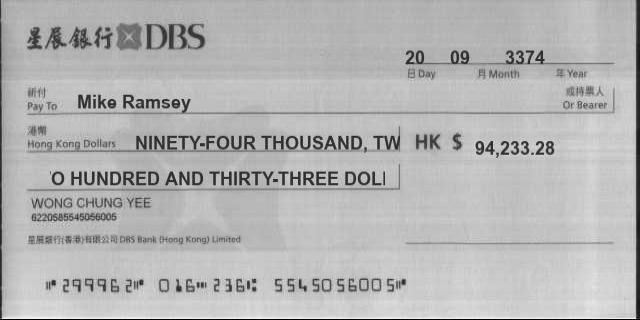 星展銀行 DBS
20 09 3374
日 Day 月 Month 年 Year
祈付
Pay To Mike Ramsey
或持票人
Or Bearer
港幣
Hong Kong Dollars NINETY-FOUR THOUSAND, TW HK $ 94,233.28
O HUNDRED AND THIRTY-THREE DOLI
WONG CHUNG YEE
6220585545056005
星展銀行(香港)有限公司 DBS Bank (Hong Kong) Limited
⑈299962⑈ 016⑉236⑆ 5545056005⑈